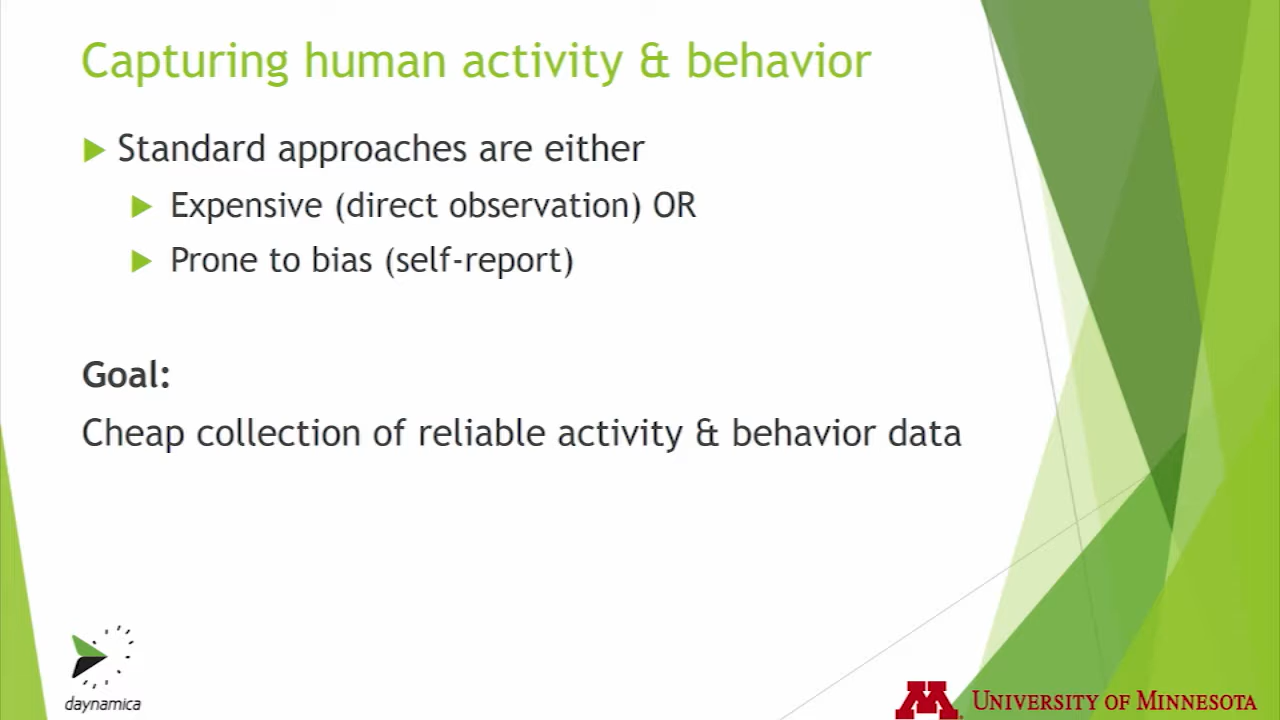 Capturing human activity & behavior
Standard approaches are either
Expensive (direct observation) OR
Prone to bias (self-report)
Goal:
Cheap collection of reliable activity & behavior data
daynamica
M
UNIVERSITY OF MINNESOTA